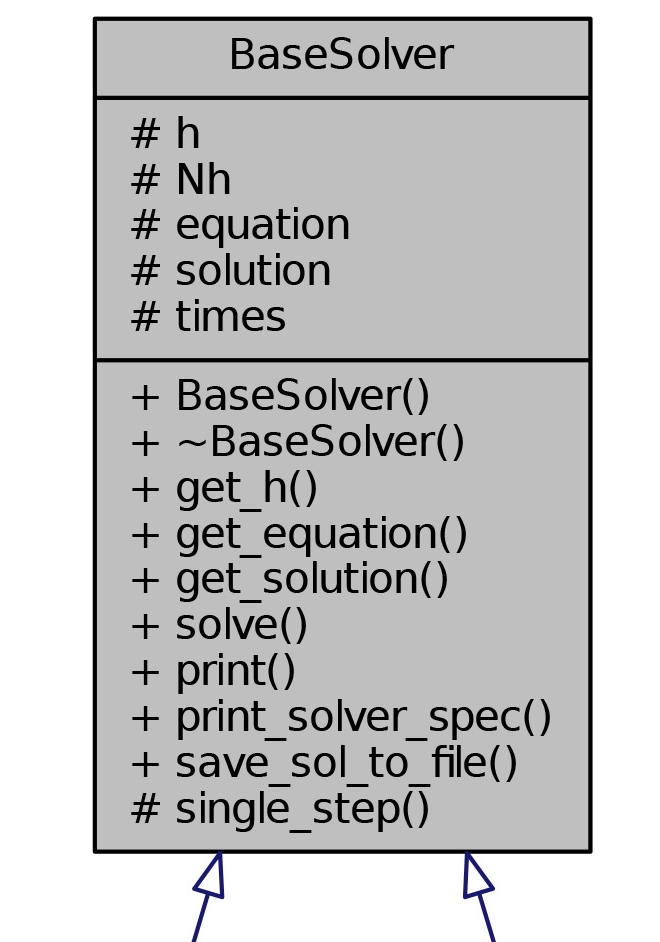 BaseSolver
# h
# Nh
# equation
# solution
# times
+ BaseSolver()
+ ~BaseSolver()
+ get_h()
+ get_equation()
+ get_solution()
+ solve()
+ print()
+ print_solver_spec()
+ save_sol_to_file()
# single_step()